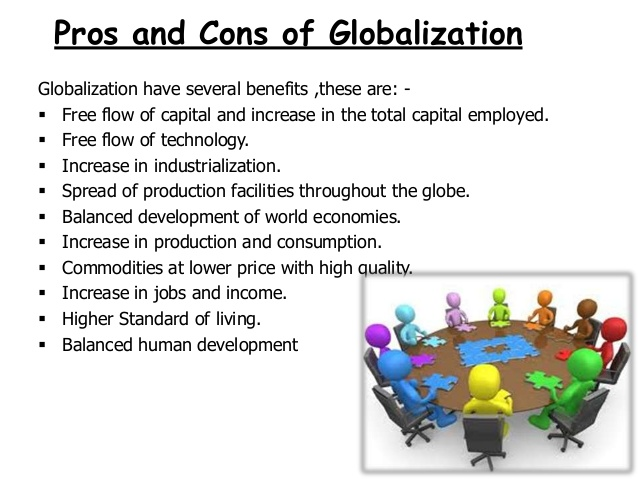 Pros and Cons of Globalization
Globalization have several benefits ,these are: -
▪ Free flow of capital and increase in the total capital employed.
▪ Free flow of technology.
▪ Increase in industrialization.
▪ Spread of production facilities throughout the globe.
▪ Balanced development of world economies.
▪ Increase in production and consumption.
▪ Commodities at lower price with high quality.
▪ Increase in jobs and income.
▪ Higher Standard of living.
▪ Balanced human development